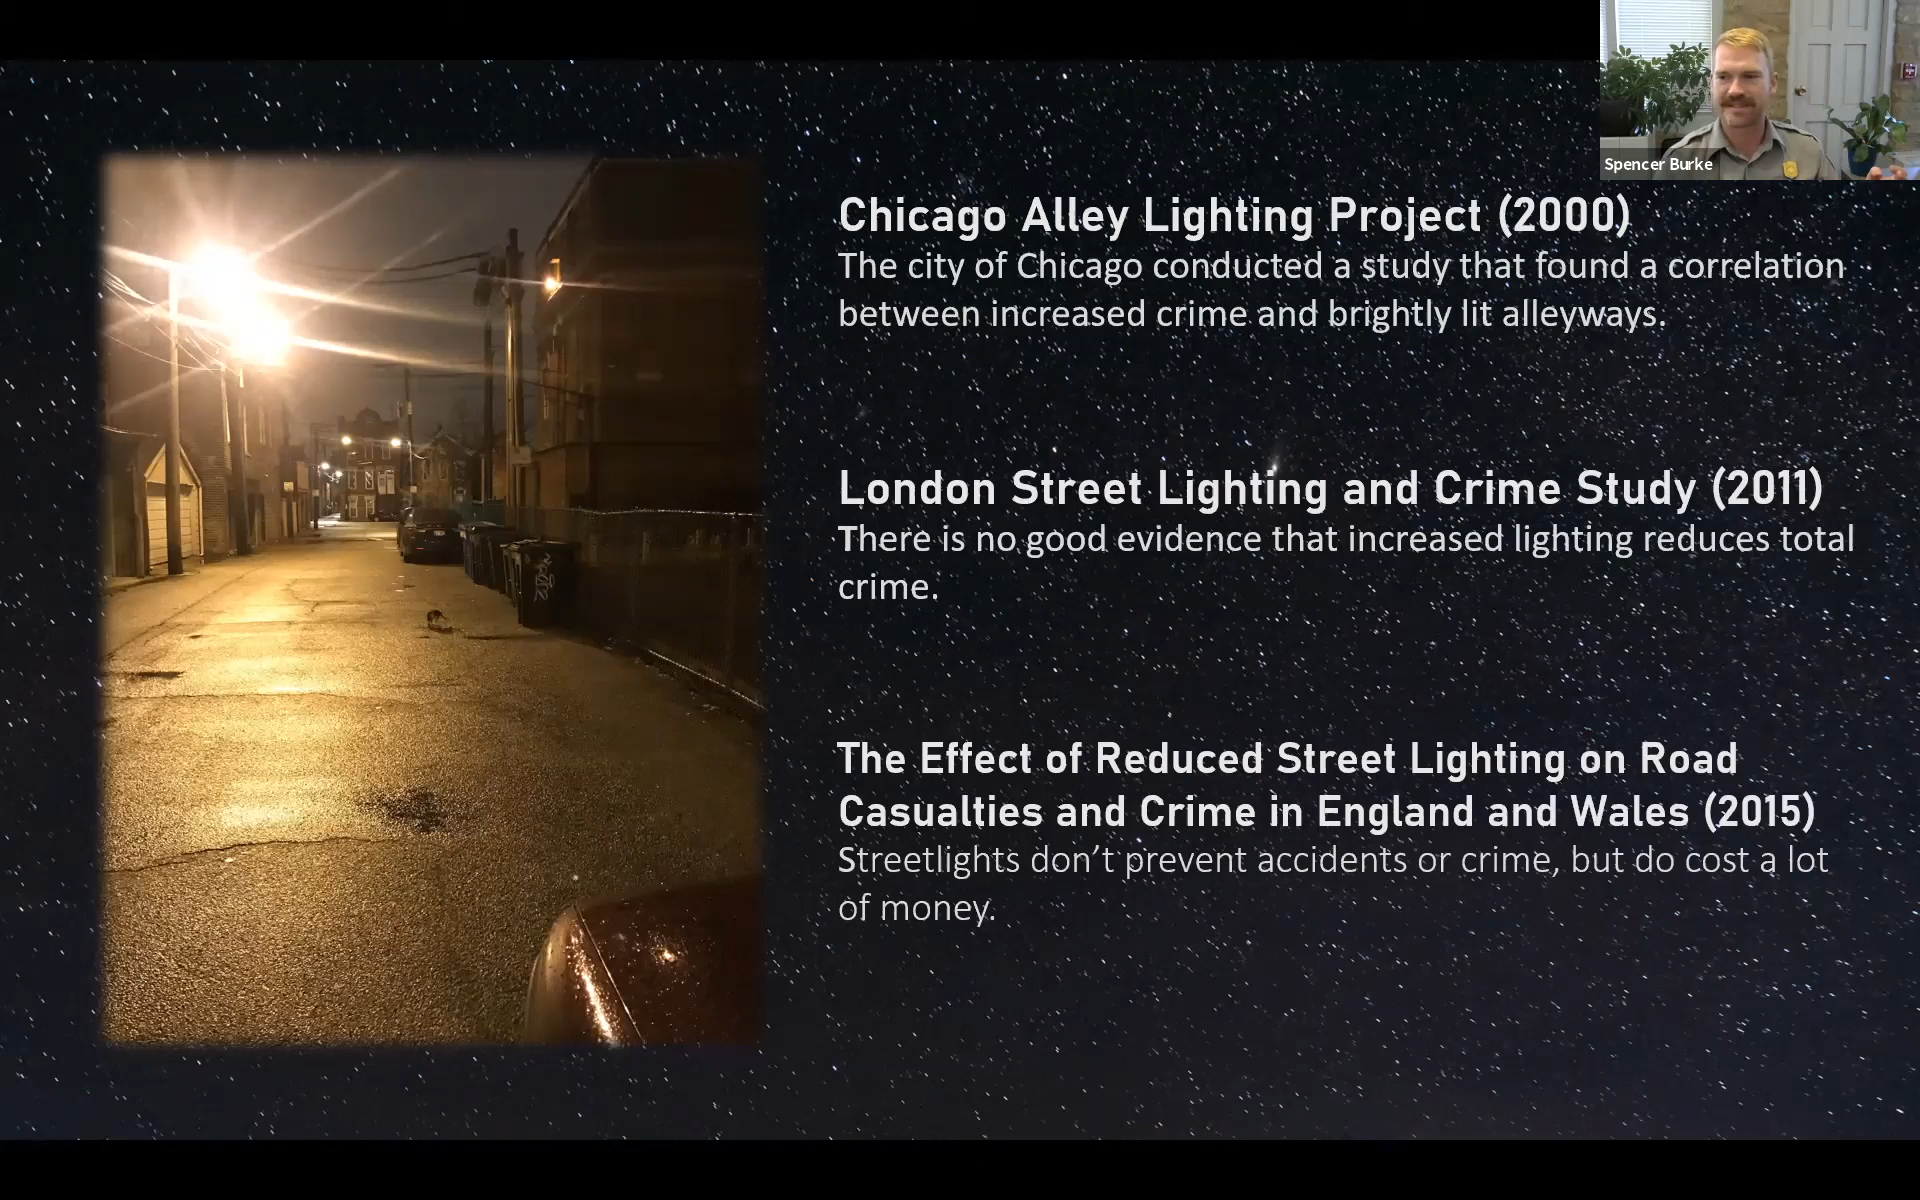 Spencer Burke
Chicago Alley Lighting Project (2000)
The city of Chicago conducted a study that found a correlation
between increased crime and brightly lit alleyways.
London Street Lighting and Crime Study (2011)
There is no good evidence that increased lighting reduces total
crime.
The Effect of Reduced Street Lighting on Road
Casualties and Crime in England and Wales (2015)
Streetlights don’t prevent accidents or crime, but do cost a lot
of money.